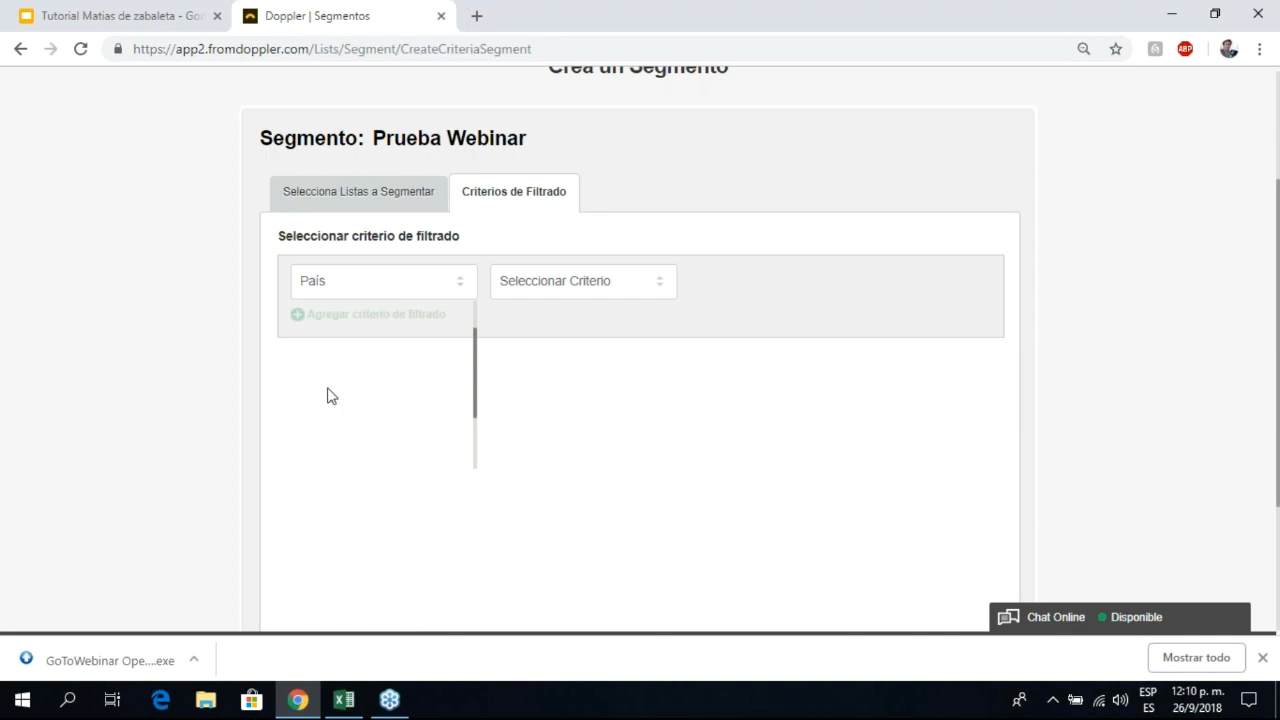 Tutorial Matias de zabaleta - Goo
Doppler | Segmentos
https://app2.fromdoppler.com/Lists/Segment/CreateCriteriaSegment
ABP
Crea un Segmento
Segmento: Prueba Webinar
Selecciona Listas a Segmentar
Criterios de Filtrado
Seleccionar criterio de filtrado
País
Seleccionar Criterio
Agregar criterio de filtrado
Chat Online
Disponible
GoToWebinar Ope....exe
Mostrar todo
ESP
ES
12:10 p. m.
26/9/2018